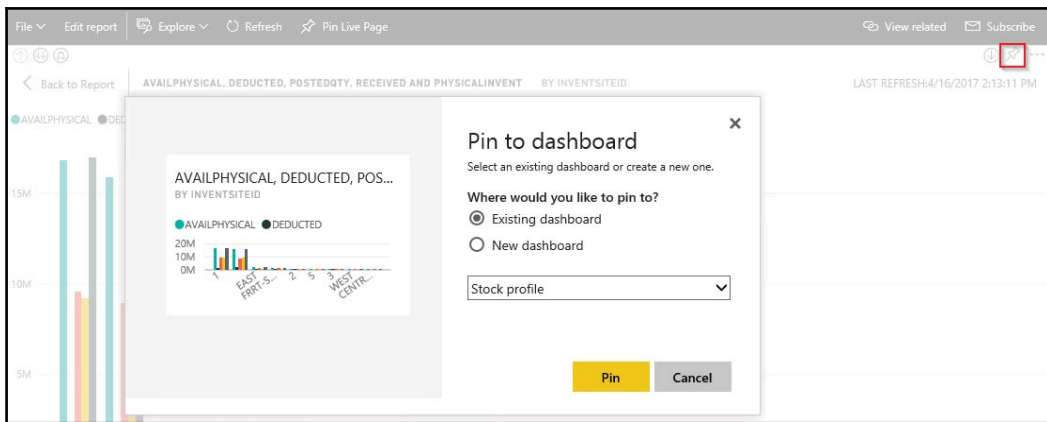 File Edit report Explore Refresh Pin Live Page View related Subscribe
Back to Report AVAILPHYSICAL, DEDUCTED, POSTEDQTY, RECEIVED AND PHYSICALINVENT BY INVENTSITEID LAST REFRESH:4/16/2017 2:13:11 PM
AVAILPHYSICAL DED
15M
10M
5M
AVAILPHYSICAL, DEDUCTED, POS...
BY INVENTSITEID
AVAILPHYSICAL DEDUCTED
20M
10M
0M
1 EAST FRRT-S... 2 5 3 WEST CENTR...
Pin to dashboard
Select an existing dashboard or create a new one.
Where would you like to pin to?
Existing dashboard
New dashboard
Stock profile
Pin Cancel